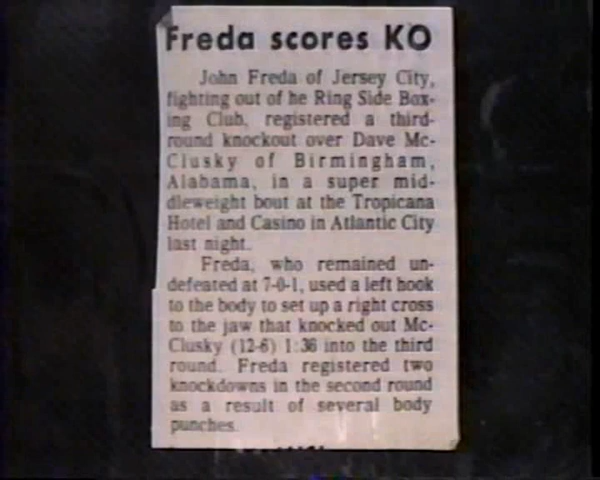 Freda scores KO
John Freda of Jersey City,
fighting out of he Ring Side Box-
ing Club, registered a third-
round knockout over Dave Mc-
Clusky of Birmingham,
Alabama, in a super mid-
dleweight bout at the Tropicana
Hotel and Casino in Atlantic City
last night.
Freda, who remained un-
defeated at 7-0-1, used a left hook
to the body to set up a right cross
to the jaw that knocked out Mc-
Clusky (12-6) 1:36 into the third
round. Freda registered two
knockdowns in the second round
as a result of several body
punches.